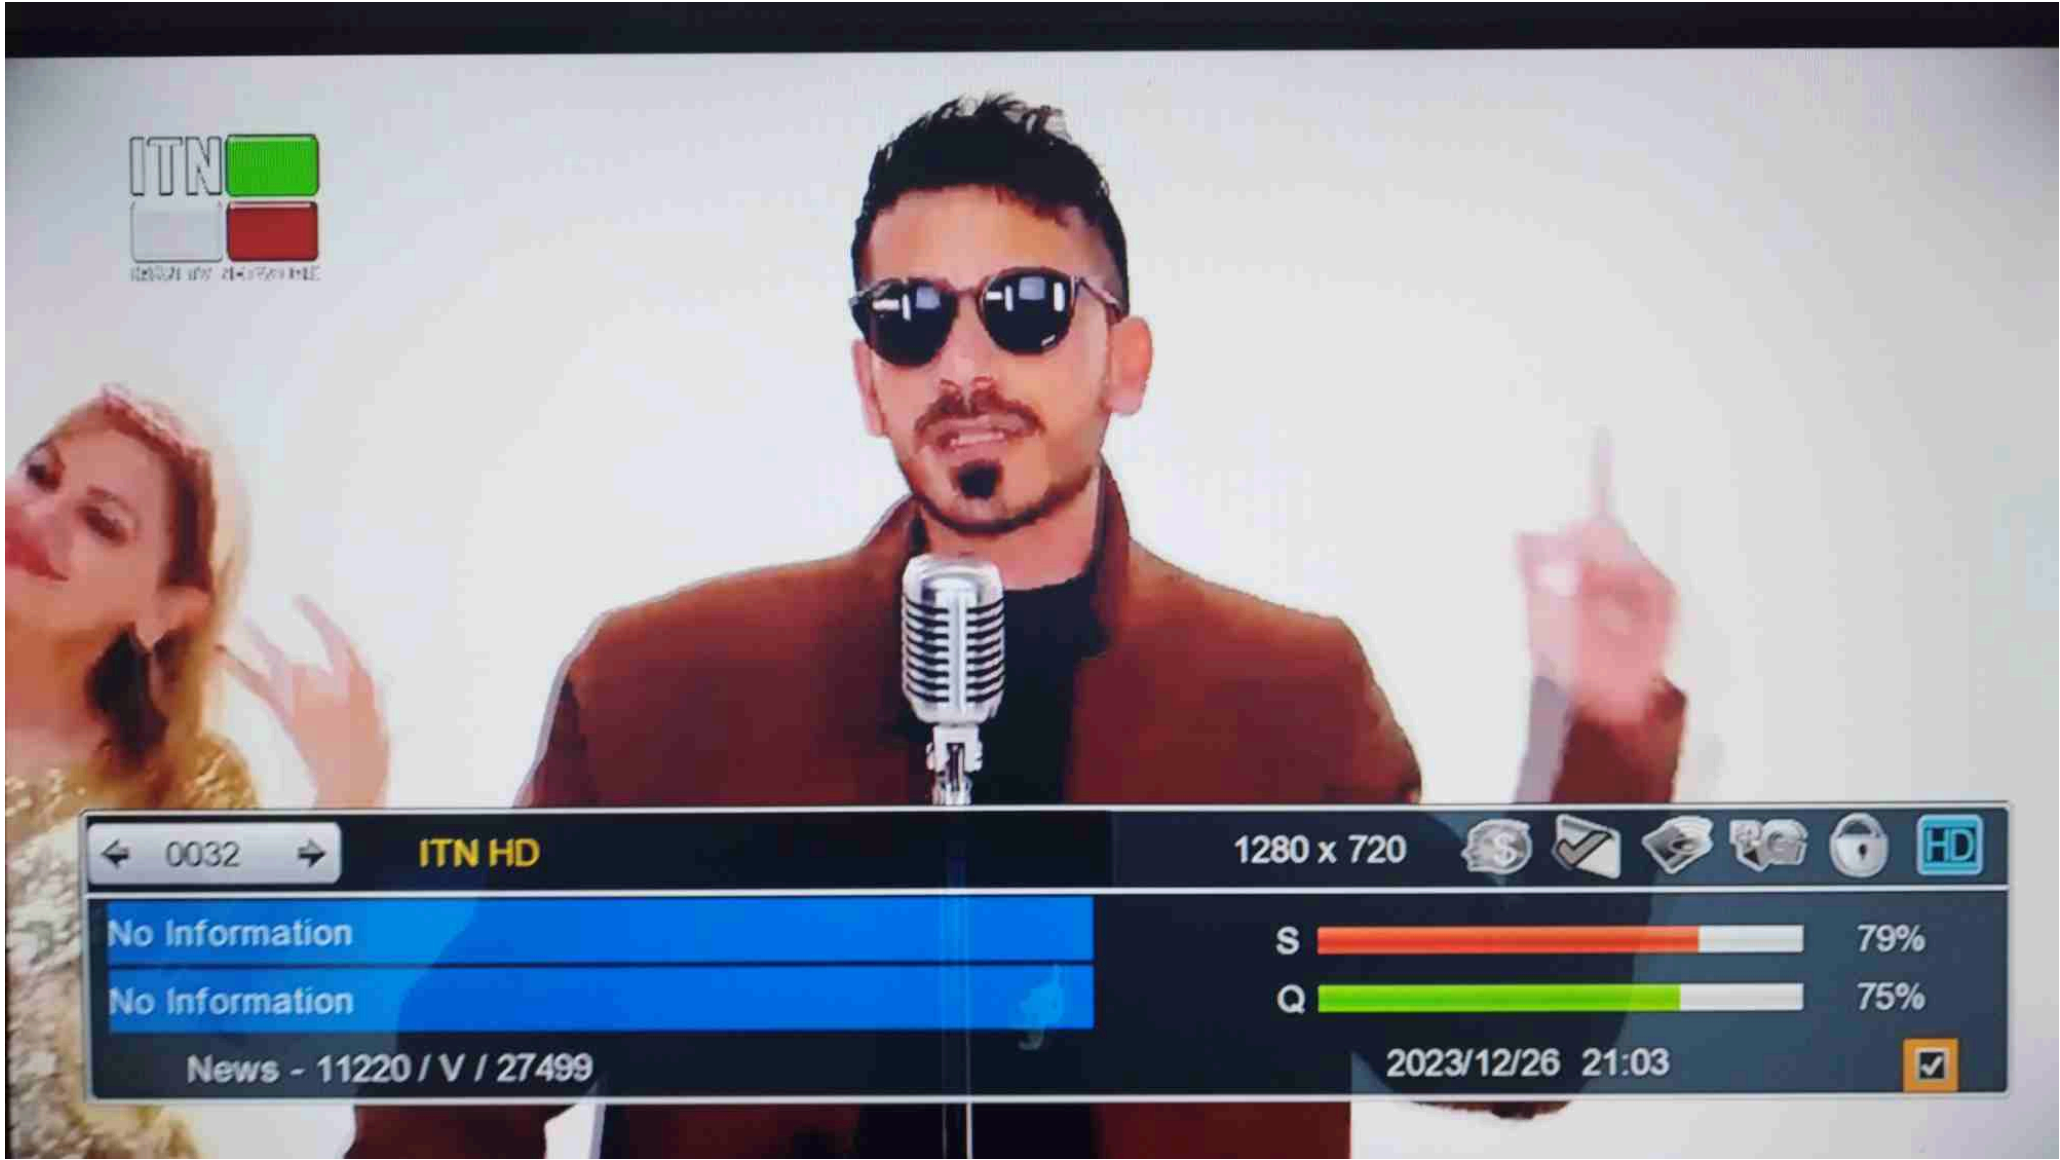 ITN
0032
ITN HD
1280 x 720
HD
No Information
S
79%
No Information
Q
75%
News - 11220 / V / 27499
2023/12/26 21:03